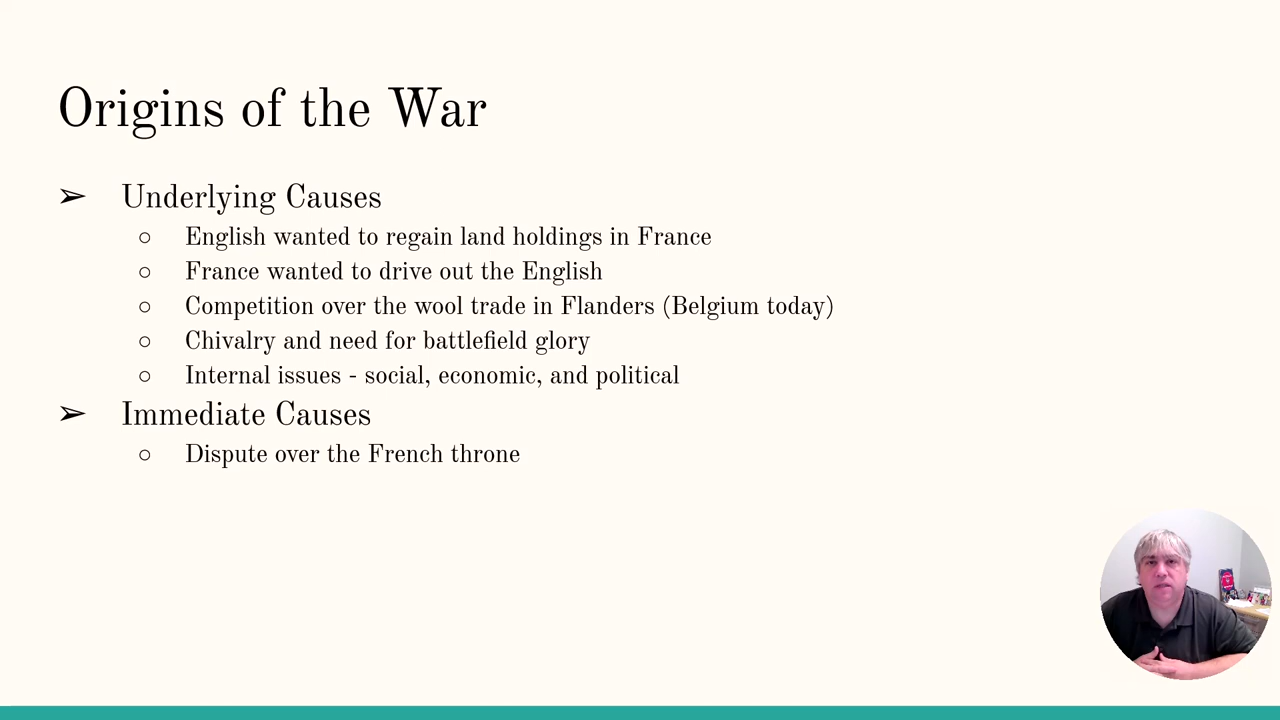 Origins of the War
➢ Underlying Causes
○ English wanted to regain land holdings in France
○ France wanted to drive out the English
○ Competition over the wool trade in Flanders (Belgium today)
○ Chivalry and need for battlefield glory
○ Internal issues - social, economic, and political
➢ Immediate Causes
○ Dispute over the French throne